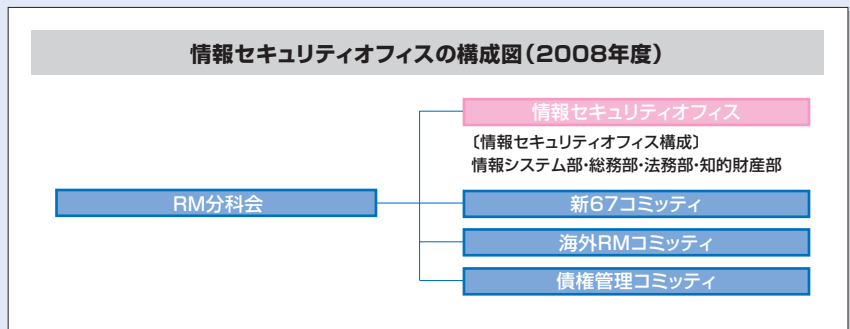 情報セキュリティオフィスの構成図(2008年度)
情報セキュリティオフィス
〔情報セキュリティオフィス構成〕
情報システム部・総務部・法務部・知的財産部
RM分科会
新67コミッティ
海外RMコミッティ
債権管理コミッティ